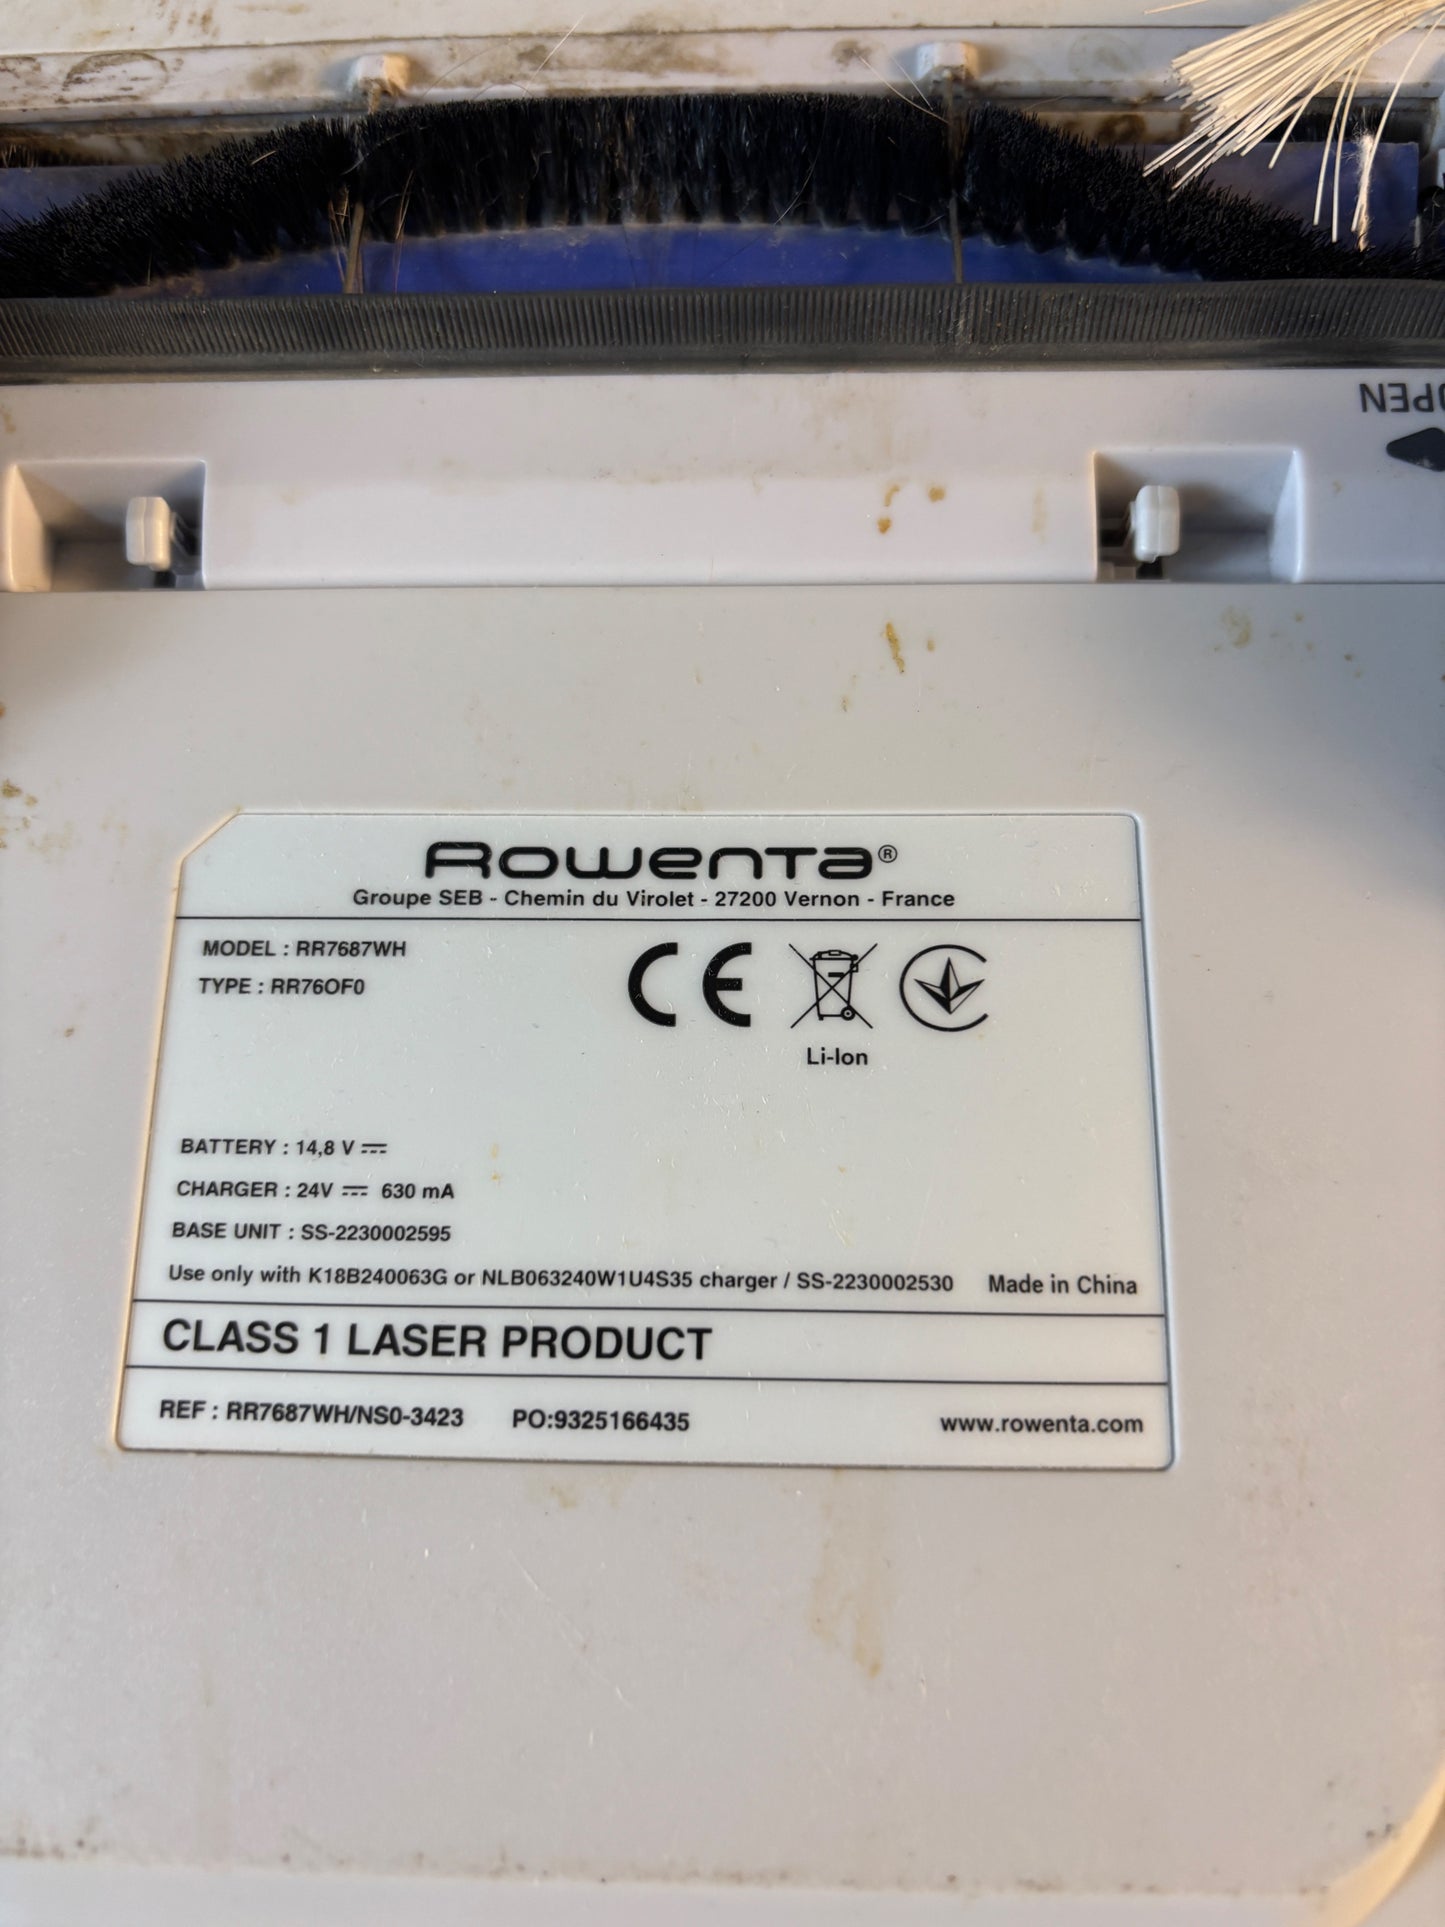 OPEN
Rowenta®
Groupe SEB - Chemin du Virolet - 27200 Vernon - France
MODEL : RR7687WH
TYPE : RR76OF0
CE
Li-Ion
BATTERY : 14,8 V ⎓
CHARGER : 24V ⎓ 630 mA
BASE UNIT : SS-2230002595
Use only with K18B240063G or NLB063240W1U4S35 charger / SS-2230002530 Made in China
CLASS 1 LASER PRODUCT
REF : RR7687WH/NS0-3423 PO:9325166435 www.rowenta.com